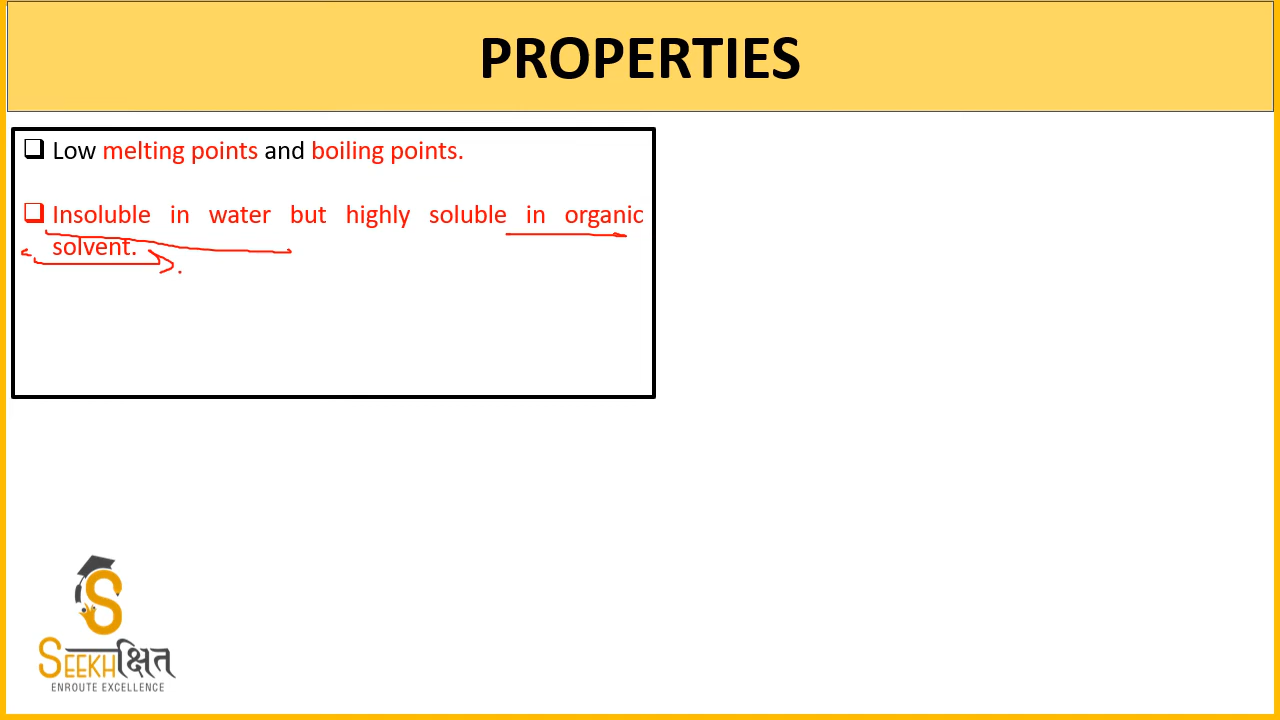 PROPERTIES
Low melting points and boiling points.
Insoluble in water but highly soluble in organic
solvent.
S
SEEKHक्षित
ENROUTE EXCELLENCE